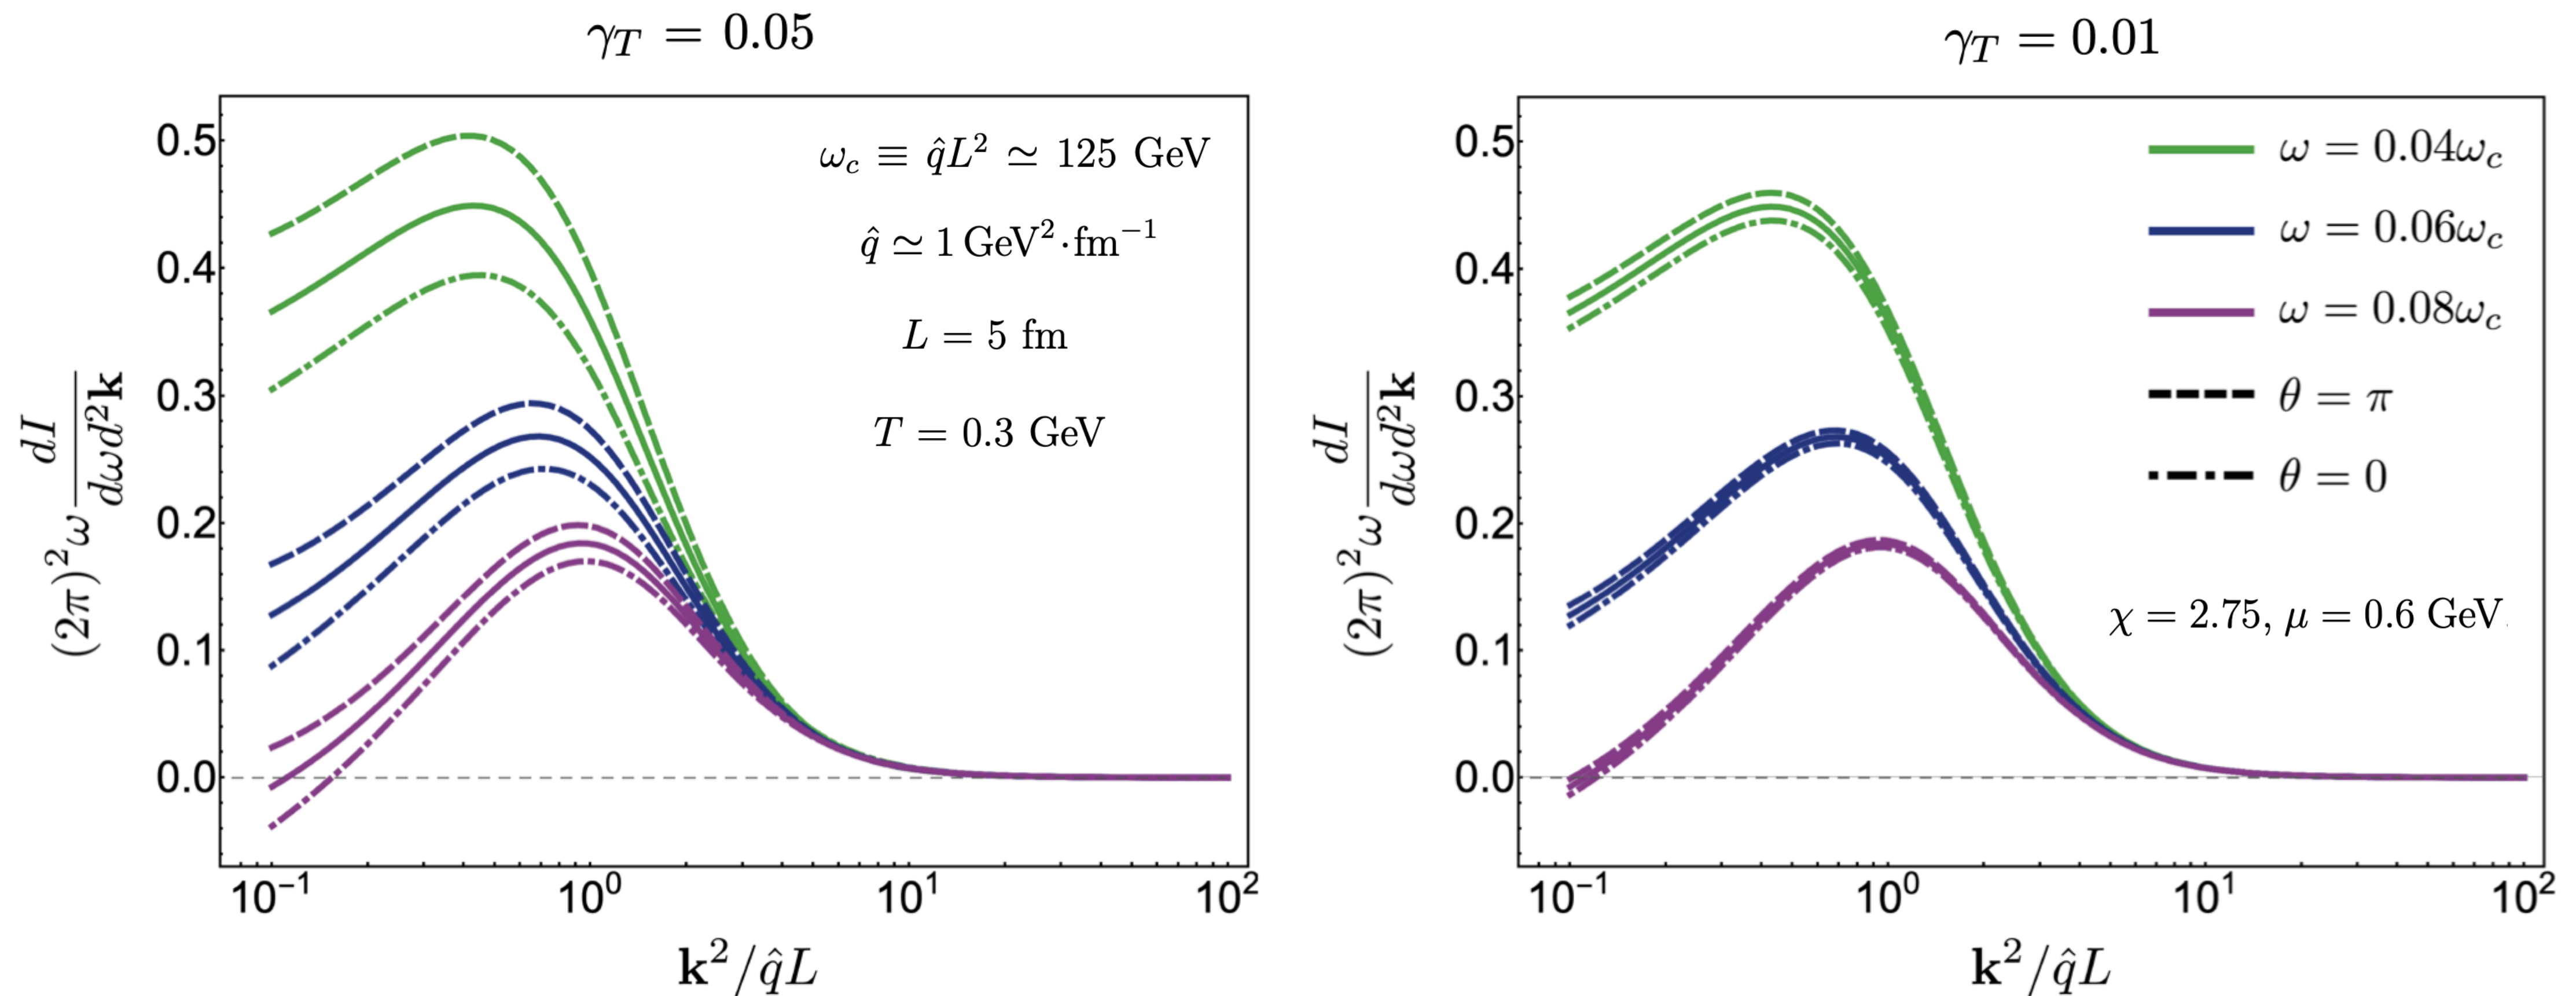 γ_T = 0.05
(2π)² ω dI/dωd²𝐤
0.5
0.4
0.3
0.2
0.1
0.0
ω_c ≡ q̂L² ≃ 125 GeV
q̂ ≃ 1 GeV²·fm⁻¹
L = 5 fm
T = 0.3 GeV
10⁻¹ 10⁰ 10¹ 10²
𝐤²/q̂L
γ_T = 0.01
(2π)² ω dI/dωd²𝐤
0.5
0.4
0.3
0.2
0.1
0.0
ω = 0.04ω_c
ω = 0.06ω_c
ω = 0.08ω_c
θ = π
θ = 0
χ = 2.75, μ = 0.6 GeV
10⁻¹ 10⁰ 10¹ 10²
𝐤²/q̂L